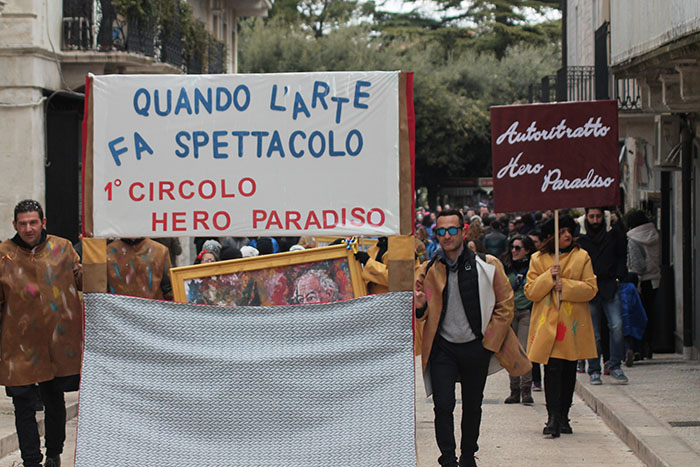 QUANDO L'ARTE
FA SPETTACOLO
1° CIRCOLO
HERO PARADISO
Autoritratto
Hero Paradiso